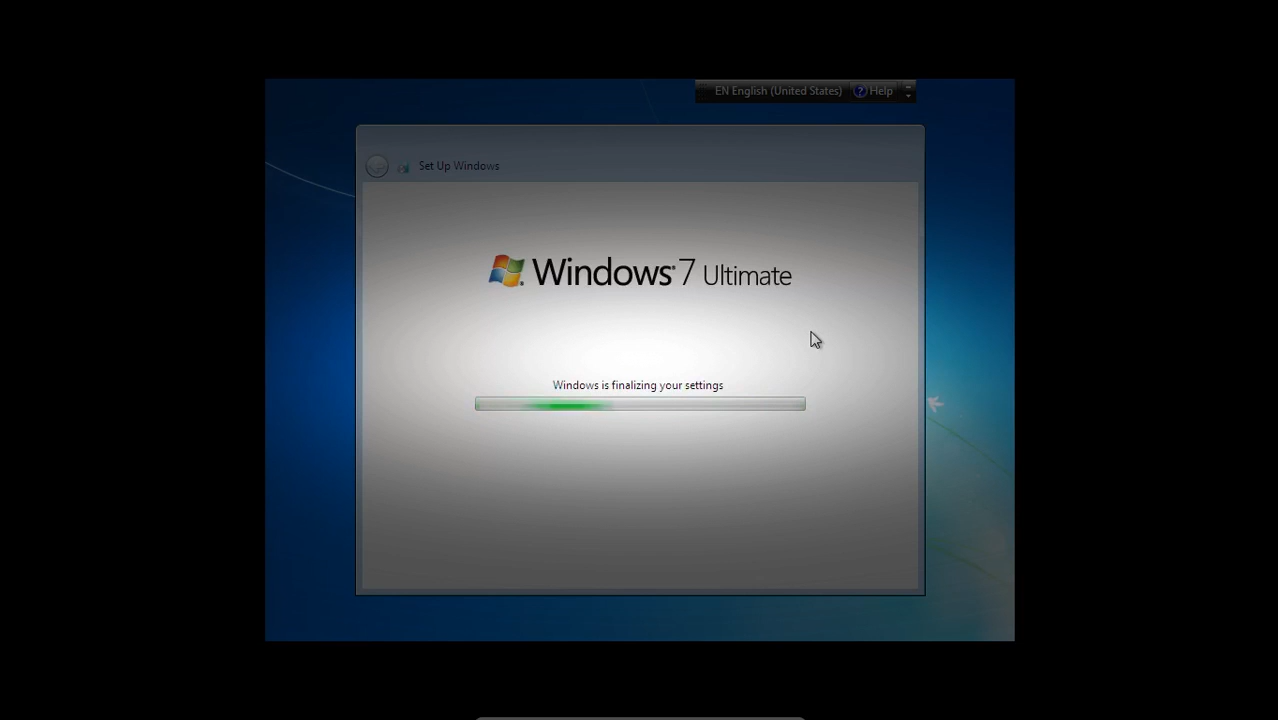 EN English (United States) ? Help
Set Up Windows
Windows® 7 Ultimate
Windows is finalizing your settings